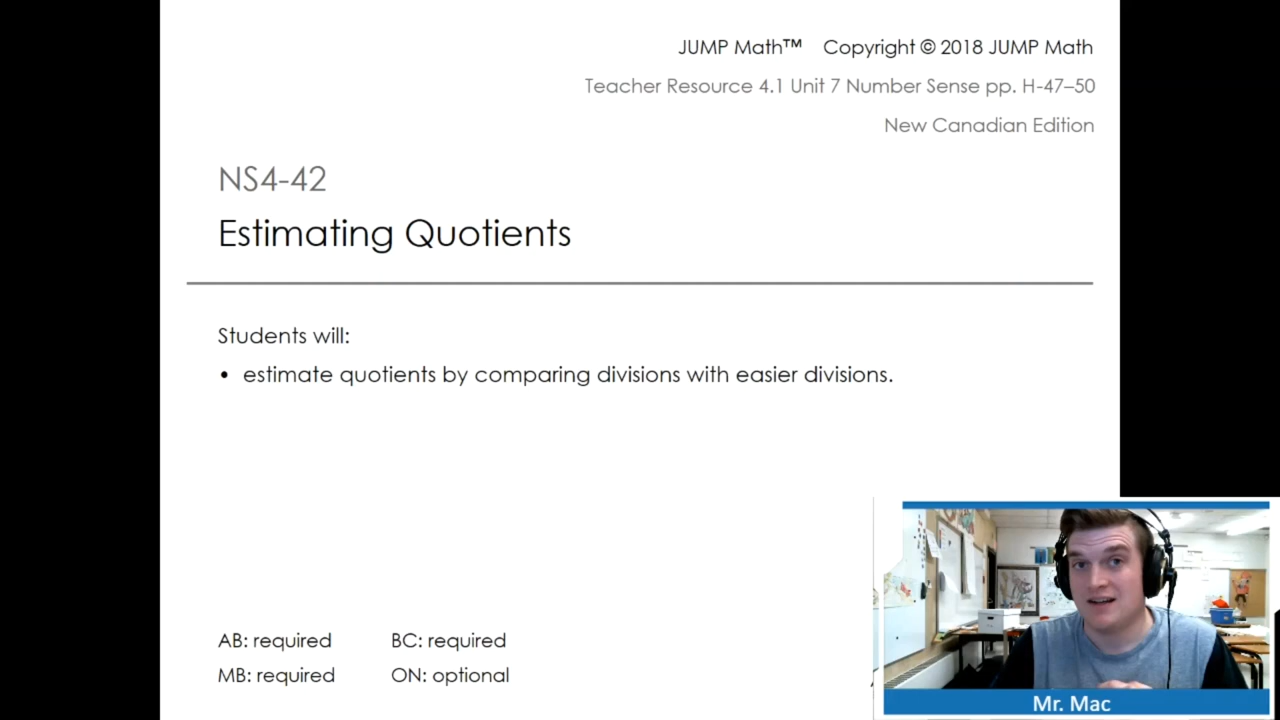 JUMP Math™ Copyright © 2018 JUMP Math
Teacher Resource 4.1 Unit 7 Number Sense pp. H-47–50
New Canadian Edition
NS4-42
Estimating Quotients
Students will:
• estimate quotients by comparing divisions with easier divisions.
AB: required BC: required
MB: required ON: optional
Mr. Mac